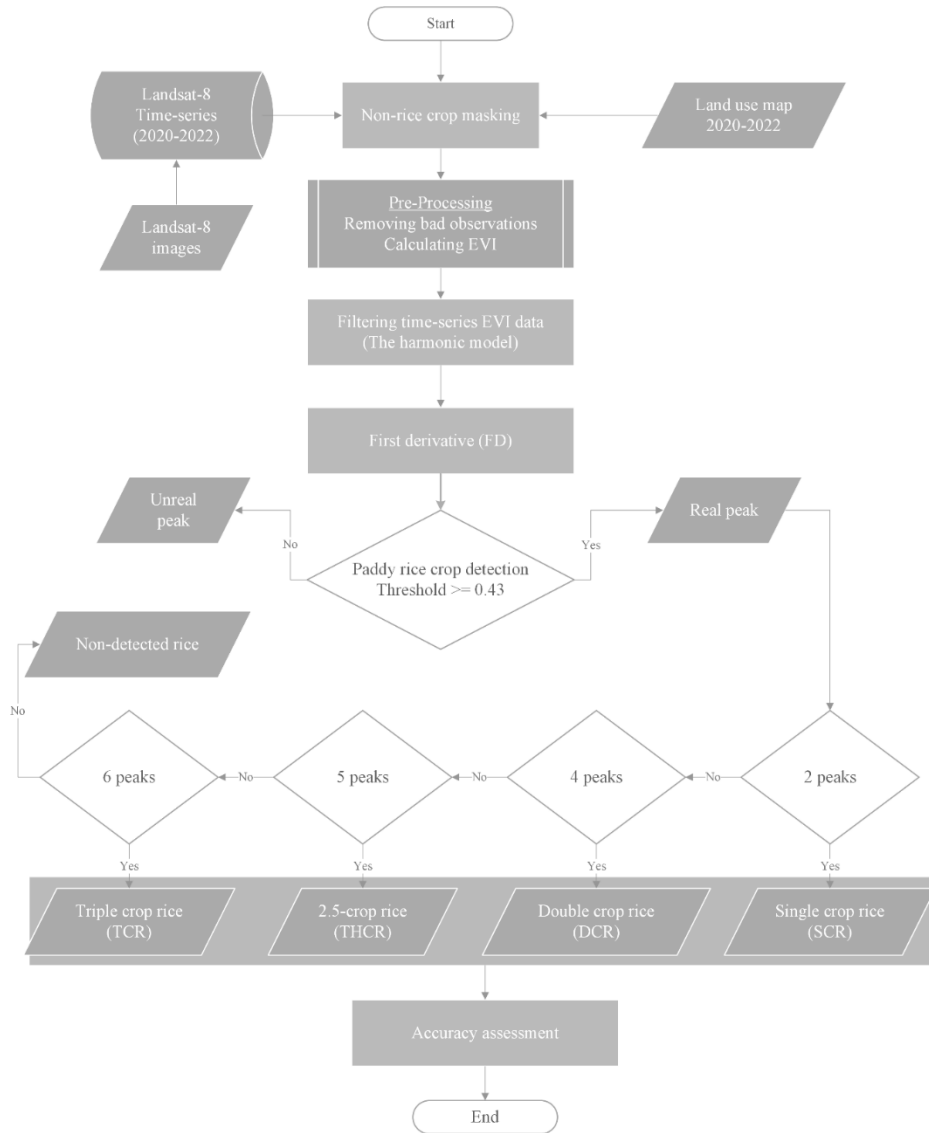 Start
Landsat-8
Time-series
(2020-2022)
Non-rice crop masking
Land use map
2020-2022
Landsat-8
images
Pre-Processing
Removing bad observations
Calculating EVI
Filtering time-series EVI data
(The harmonic model)
First derivative (FD)
Unreal
peak
Real peak
No
Yes
Paddy rice crop detection
Threshold >= 0.43
Non-detected rice
No
6 peaks
No
5 peaks
No
4 peaks
No
2 peaks
Yes
Yes
Yes
Yes
Triple crop rice
(TCR)
2.5-crop rice
(THCR)
Double crop rice
(DCR)
Single crop rice
(SCR)
Accuracy assessment
End